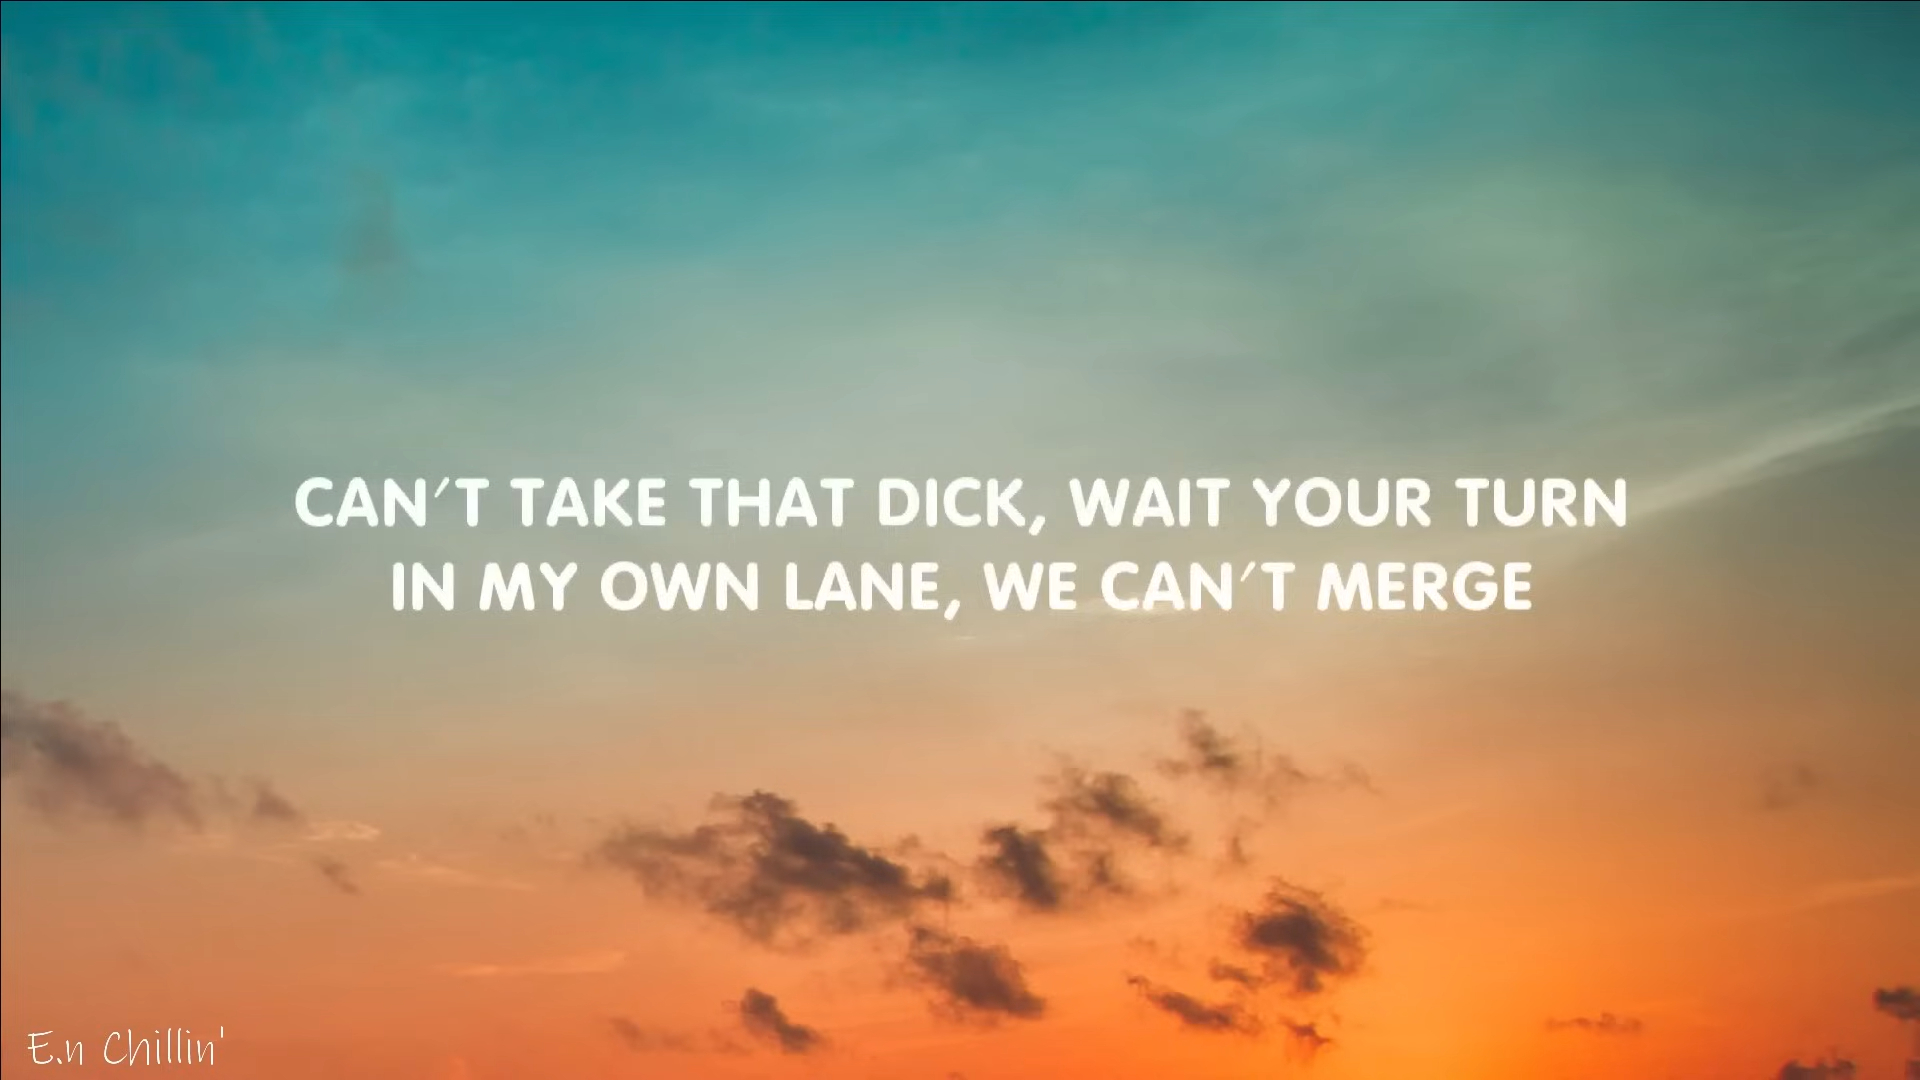 CAN'T TAKE THAT DICK, WAIT YOUR TURN
IN MY OWN LANE, WE CAN'T MERGE
E.n Chillin'